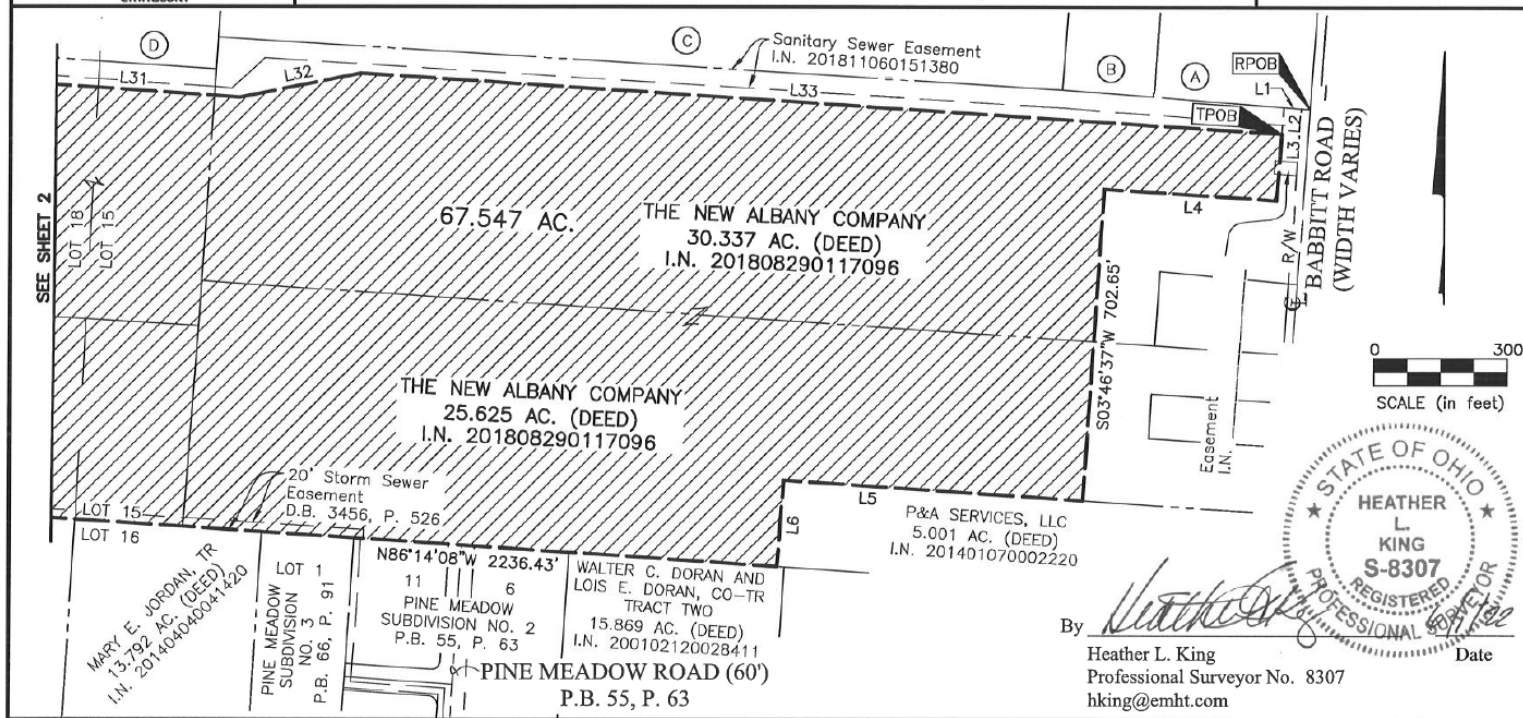 D
C
B
A
L31
L32
L33
Sanitary Sewer Easement
I.N. 201811060151380
RPOB
L1
TPOB
L3
L2
L4
R/W
BABBITT ROAD
(WIDTH VARIES)
SEE SHEET 2
LOT 18
LOT 15
67.547 AC.
THE NEW ALBANY COMPANY
30.337 AC. (DEED)
I.N. 201808290117096
S03°46'37"W 702.65'
0 300
SCALE (in feet)
THE NEW ALBANY COMPANY
25.625 AC. (DEED)
I.N. 201808290117096
Easement
I.N.
20' Storm Sewer
Easement
D.B. 3456, P. 526
LOT 15
LOT 16
L5
L6
P&A SERVICES, LLC
5.001 AC. (DEED)
I.N. 201401070002220
N86°14'08"W 2236.43'
MARY E. JORDAN, TR
13.792 AC. (DEED)
I.N. 201404040041420
LOT 1
PINE MEADOW
SUBDIVISION
NO. 3
P.B. 66, P. 91
11 6
PINE MEADOW
SUBDIVISION NO. 2
P.B. 55, P. 63
WALTER C. DORAN AND
LOIS E. DORAN, CO-TR
TRACT TWO
15.869 AC. (DEED)
I.N. 200102120028411
PINE MEADOW ROAD (60')
P.B. 55, P. 63
STATE OF OHIO
HEATHER
L.
KING
S-8307
REGISTERED
PROFESSIONAL SURVEYOR
By Heather L King
Date
Heather L. King
Professional Surveyor No. 8307
hking@emht.com